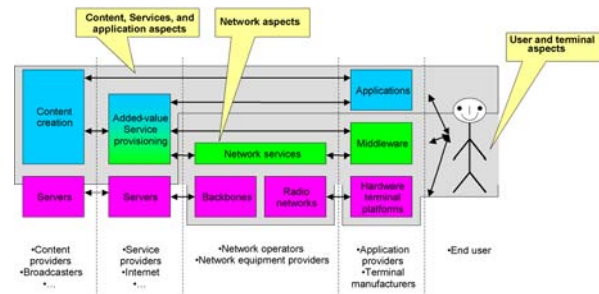 Content, Services, and
application aspects
Network aspects
User and terminal
aspects
Content
creation
Added-value
Service
provisioning
Applications
Middleware
Network services
Servers
Servers
Backbones
Radio
networks
Hardware
terminal
platforms
•Content
providers
•Broadcasters
•...
•Service
providers
•Internet
•...
•Network operators
•Network equipment providers
•Application
providers
•Terminal
manufacturers
•End user